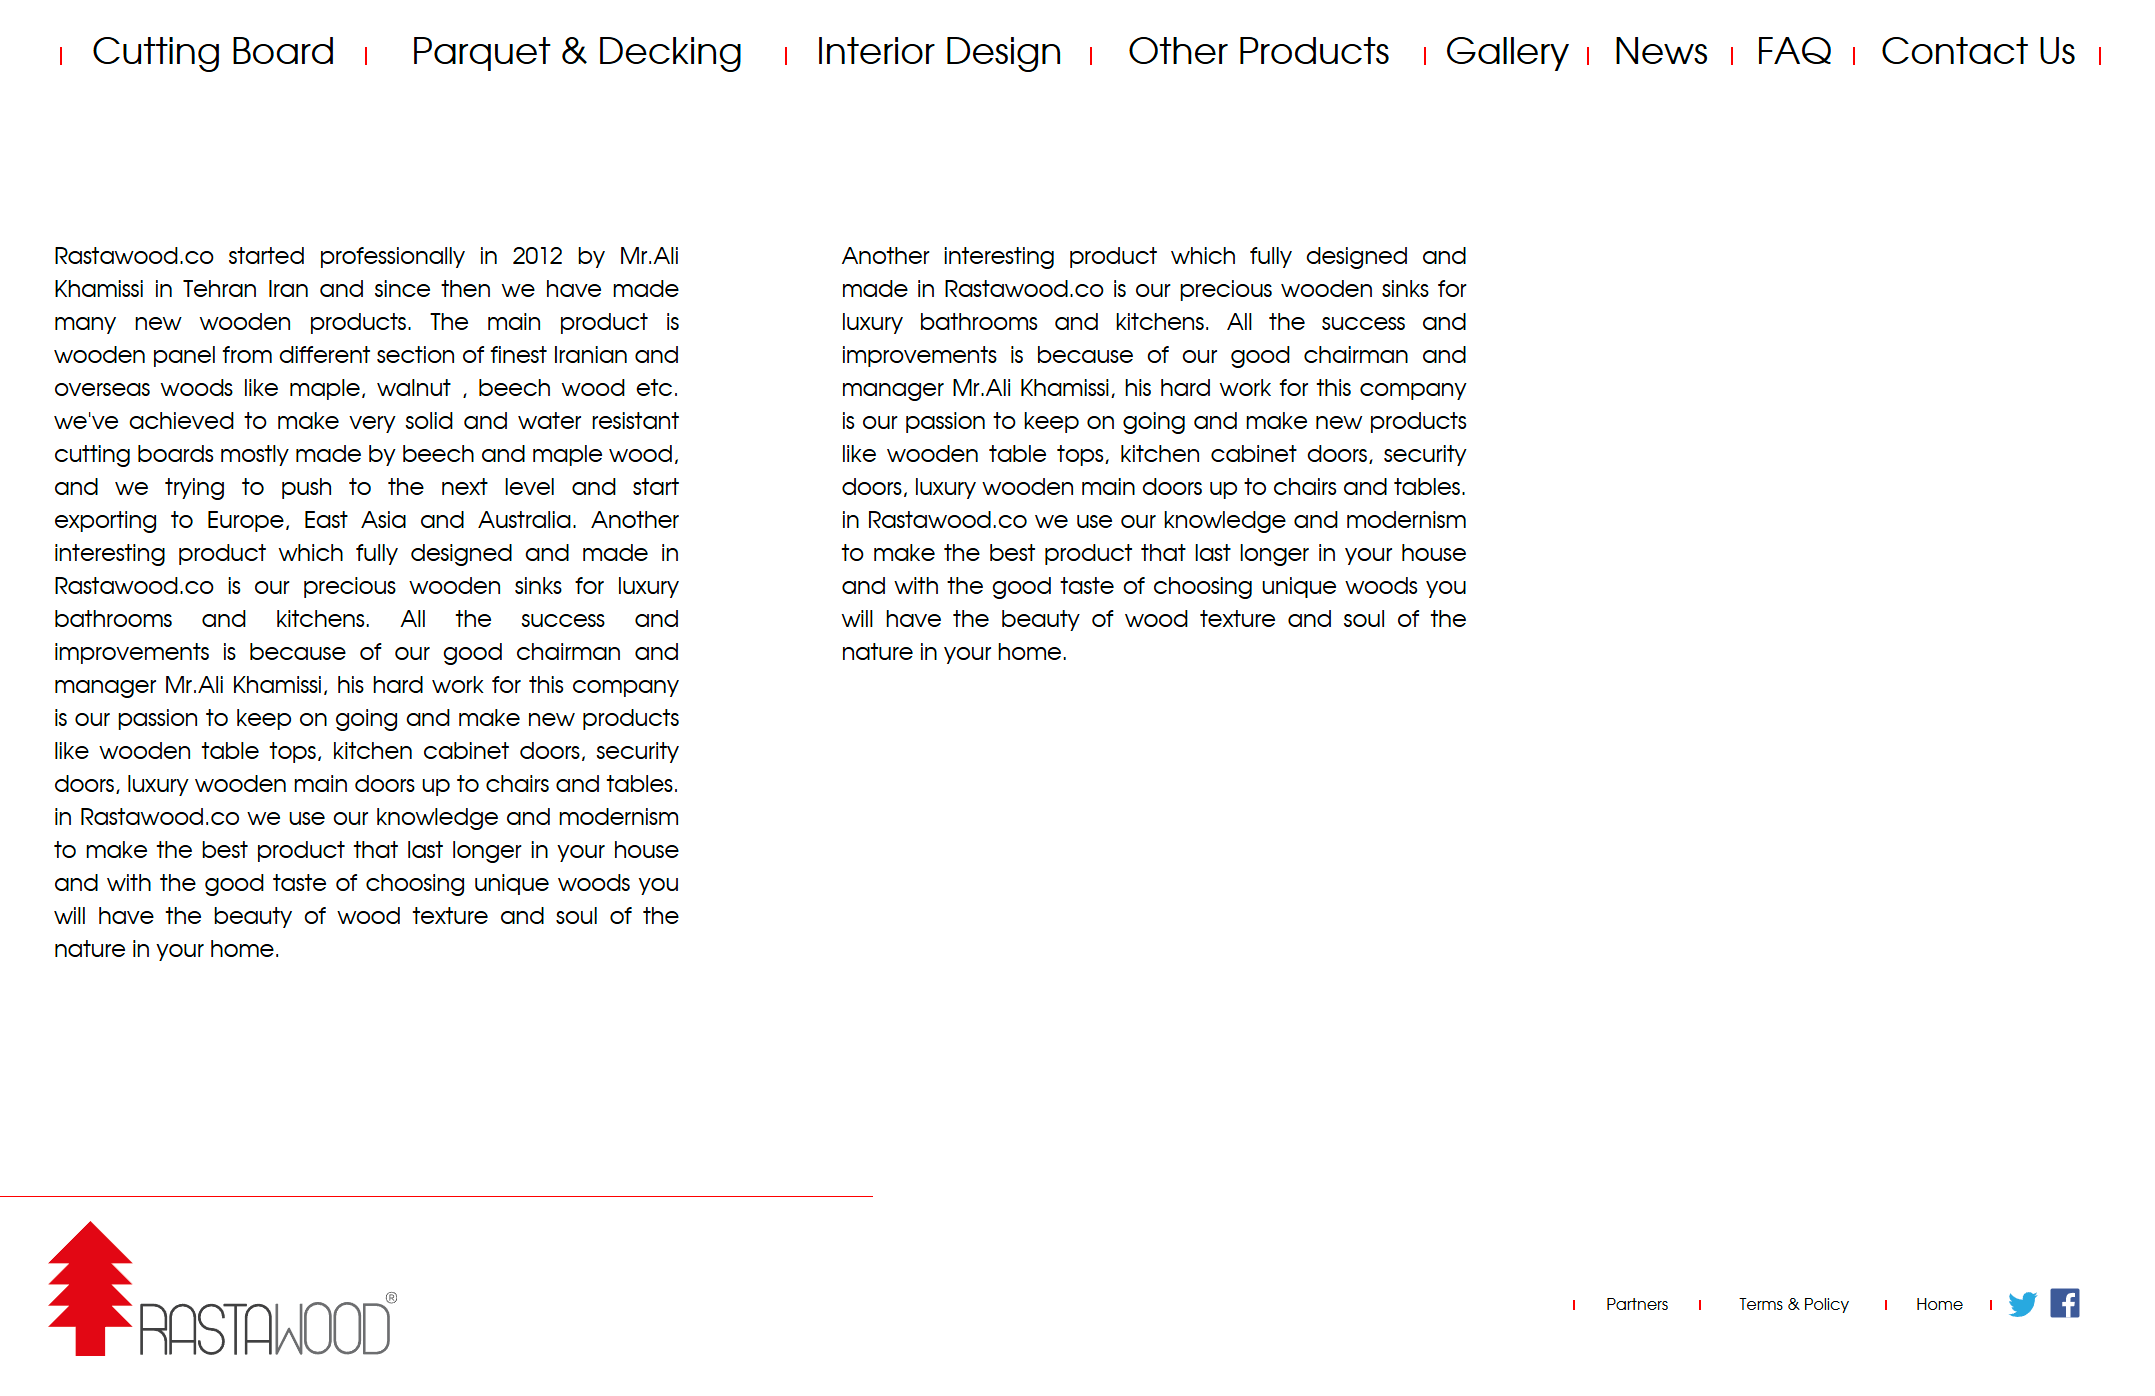 Cutting Board
Parquet & Decking
Interior Design
Other Products
Gallery
News
FAQ
Contact Us
Rastawood.co started professionally in 2012 by Mr.Ali
Khamissi in Tehran Iran and since then we have made
many new wooden products. The main product is
wooden panel from different section of finest Iranian and
overseas woods like maple, walnut , beech wood etc.
we've achieved to make very solid and water resistant
cutting boards mostly made by beech and maple wood,
and we trying to push to the next level and start
exporting to Europe, East Asia and Australia. Another
interesting product which fully designed and made in
Rastawood.co is our precious wooden sinks for luxury
bathrooms and kitchens. All the success and
improvements is because of our good chairman and
manager Mr.Ali Khamissi, his hard work for this company
is our passion to keep on going and make new products
like wooden table tops, kitchen cabinet doors, security
doors, luxury wooden main doors up to chairs and tables.
in Rastawood.co we use our knowledge and modernism
to make the best product that last longer in your house
and with the good taste of choosing unique woods you
will have the beauty of wood texture and soul of the
nature in your home.
Another interesting product which fully designed and
made in Rastawood.co is our precious wooden sinks for
luxury bathrooms and kitchens. All the success and
improvements is because of our good chairman and
manager Mr.Ali Khamissi, his hard work for this company
is our passion to keep on going and make new products
like wooden table tops, kitchen cabinet doors, security
doors, luxury wooden main doors up to chairs and tables.
in Rastawood.co we use our knowledge and modernism
to make the best product that last longer in your house
and with the good taste of choosing unique woods you
will have the beauty of wood texture and soul of the
nature in your home.
RASTAWOOD®
Partners
Terms & Policy
Home